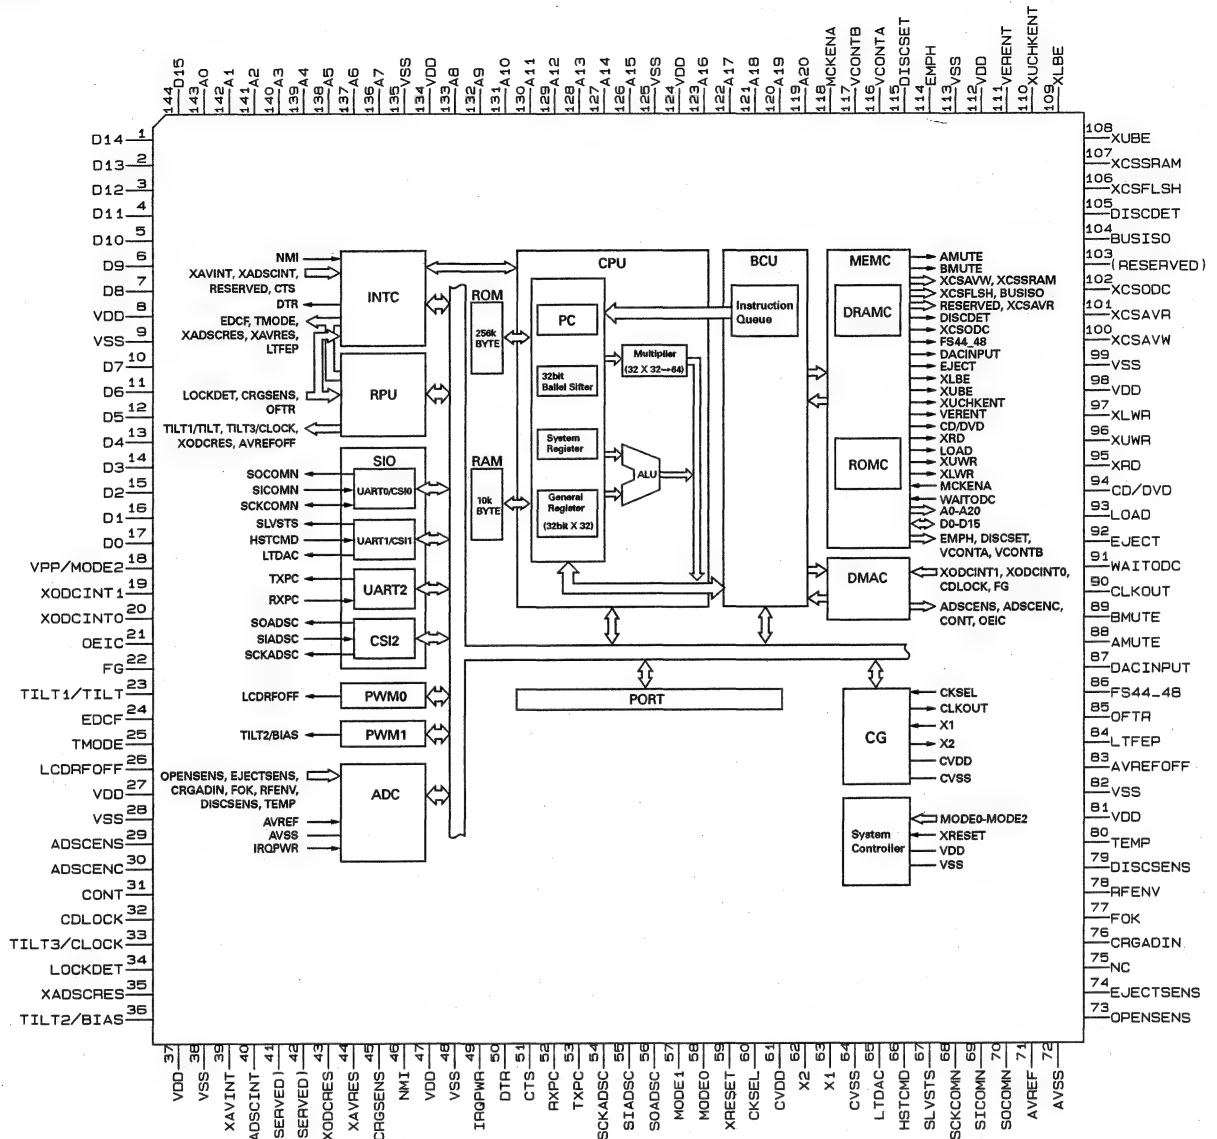 144 D15
143 A0
142 A1
141 A2
140 A3
139 A4
138 A5
137 A6
136 A7
135 VSS
134 VDD
133 A8
132 A9
131 A10
130 A11
129 A12
128 A13
127 A14
126 A15
125 VSS
124 VDD
123 A16
122 A17
121 A18
120 A19
119 A20
118 MCKENA
117 VCONTB
116 VCONTA
115 DISCSET
114 EMPH
113 VSS
112 VDD
111 VERENT
110 XUCHKENT
109 XLBE
D14 1
D13 2
D12 3
D11 4
D10 5
D9 6
D8 7
VDD 8
VSS 9
D7 10
D6 11
D5 12
D4 13
D3 14
D2 15
D1 16
D0 17
VPP/MODE2 18
XODCINT1 19
XODCINT0 20
OEIC 21
FG 22
TILT1/TILT 23
EDCF 24
TMODE 25
LCDRFOFF 26
VDD 27
VSS 28
ADSCENS 29
ADSCENC 30
CONT 31
CDLOCK 32
TILT3/CLOCK 33
LOCKDET 34
XADSCRES 35
TILT2/BIAS 36
NMI
XAVINT, XADSCINT,
RESERVED, CTS
DTR
EDCF, TMODE,
XADSCRES, XAVRES,
LTFEP
LOCKDET, CRGSENS,
OFTR
TILT1/TILT, TILT3/CLOCK,
XODCRES, AVREFOFF
INTC
RPU
SIO
SOCOMN
SICOMN
SCKCOMN
UART0/CSI0
SLVSTS
HSTCMD
LTDAC
UART1/CSI1
TXPC
RXPC
UART2
SOADSC
SIADSC
SCKADSC
CSI2
LCDRFOFF
PWM0
TILT2/BIAS
PWM1
OPENSENS, EJECTSENS,
CRGADIN, FOK, RFENV,
DISCSENS, TEMP
AVREF
AVSS
IRQPWR
ADC
ROM
256k
BYTE
RAM
10k
BYTE
CPU
PC
32bit
Ballel Sifter
Multiplier
(32 X 32→64)
System
Register
General
Register
(32bit X 32)
ALU
BCU
Instruction
Queue
PORT
MEMC
DRAMC
ROMC
AMUTE
BMUTE
XCSAVW, XCSSRAM
XCSFLSH, BUSISO
RESERVED, XCSAVR
DISCDET
XCSODC
FS44_48
DACINPUT
EJECT
XLBE
XUBE
XUCHKENT
VERENT
CD/DVD
XRD
LOAD
XUWR
XLWR
MCKENA
WAITODC
A0-A20
D0-D15
EMPH, DISCSET,
VCONTA, VCONTB
DMAC
XODCINT1, XODCINT0,
CDLOCK, FG
ADSCENS, ADSCENC,
CONT, OEIC
CG
CKSEL
CLKOUT
X1
X2
CVDD
CVSS
System
Controller
MODE0-MODE2
XRESET
VDD
VSS
108 XUBE
107 XCSSRAM
106 XCSFLSH
105 DISCDET
104 BUSISO
103 (RESERVED)
102 XCSODC
101 XCSAVR
100 XCSAVW
99 VSS
98 VDD
97 XLWR
96 XUWR
95 XRD
94 CD/DVD
93 LOAD
92 EJECT
91 WAITODC
90 CLKOUT
89 BMUTE
88 AMUTE
87 DACINPUT
86 FS44_48
85 OFTR
84 LTFEP
83 AVREFOFF
82 VSS
81 VDD
80 TEMP
79 DISCSENS
78 RFENV
77 FOK
76 CRGADIN
75 NC
74 EJECTSENS
73 OPENSENS
37 VDD
38 VSS
39 XAVINT
40 ADSCINT
41 SERVED)
42 SERVED)
43 XODCRES
44 XAVRES
45 CRGSENS
46 NMI
47 VDD
48 VSS
49 IRQPWR
50 DTR
51 CTS
52 RXPC
53 TXPC
54 SCKADSC
55 SIADSC
56 SOADSC
57 MODE1
58 MODE0
59 XRESET
60 CKSEL
61 CVDD
62 X2
63 X1
64 CVSS
65 LTDAC
66 HSTCMD
67 SLVSTS
68 SCKCOMN
69 SICOMN
70 SOCOMN
71 AVREF
72 AVSS